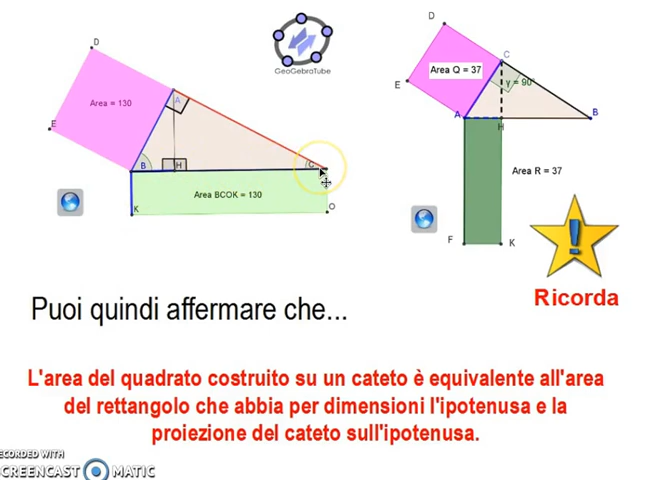 D
Area = 130
E
A
B
H
C
Area BCOK = 130
K
O
GeoGebraTube
D
C
E
Area Q = 37
γ = 90°
A
H
B
Area R = 37
F
K
Ricorda
Puoi quindi affermare che...
L'area del quadrato costruito su un cateto è equivalente all'area
del rettangolo che abbia per dimensioni l'ipotenusa e la
proiezione del cateto sull'ipotenusa.
ECORDED WITH
CREENCAST MATIC